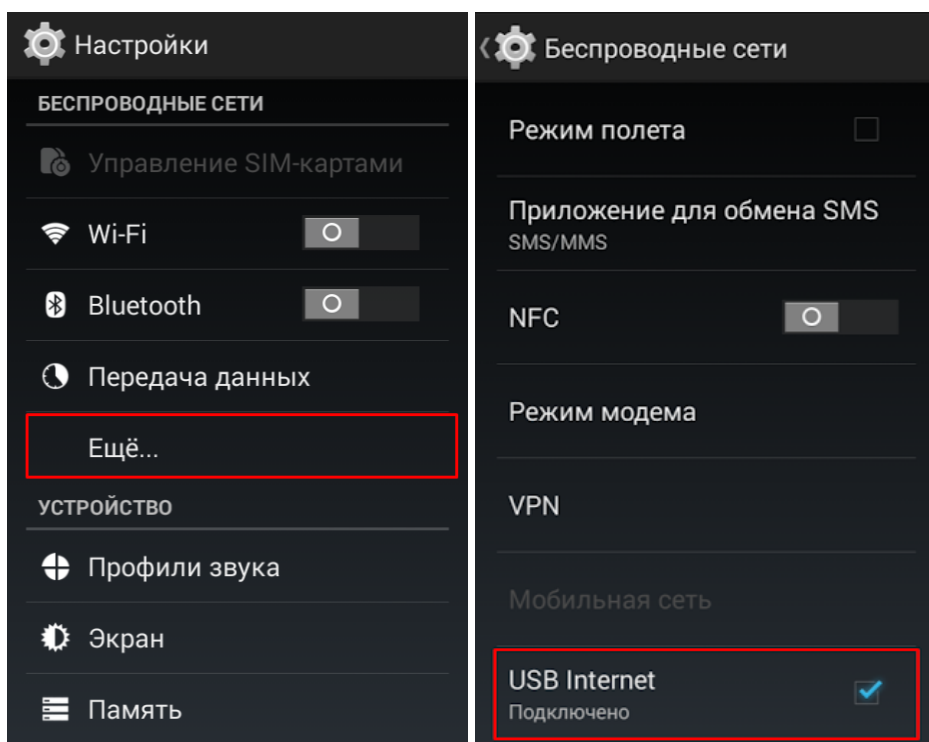 Настройки
БЕСПРОВОДНЫЕ СЕТИ
Управление SIM-картами
Wi-Fi
Bluetooth
Передача данных
Ещё...
УСТРОЙСТВО
Профили звука
Экран
Память
Беспроводные сети
Режим полета
Приложение для обмена SMS
SMS/MMS
NFC
Режим модема
VPN
Мобильная сеть
USB Internet
Подключено